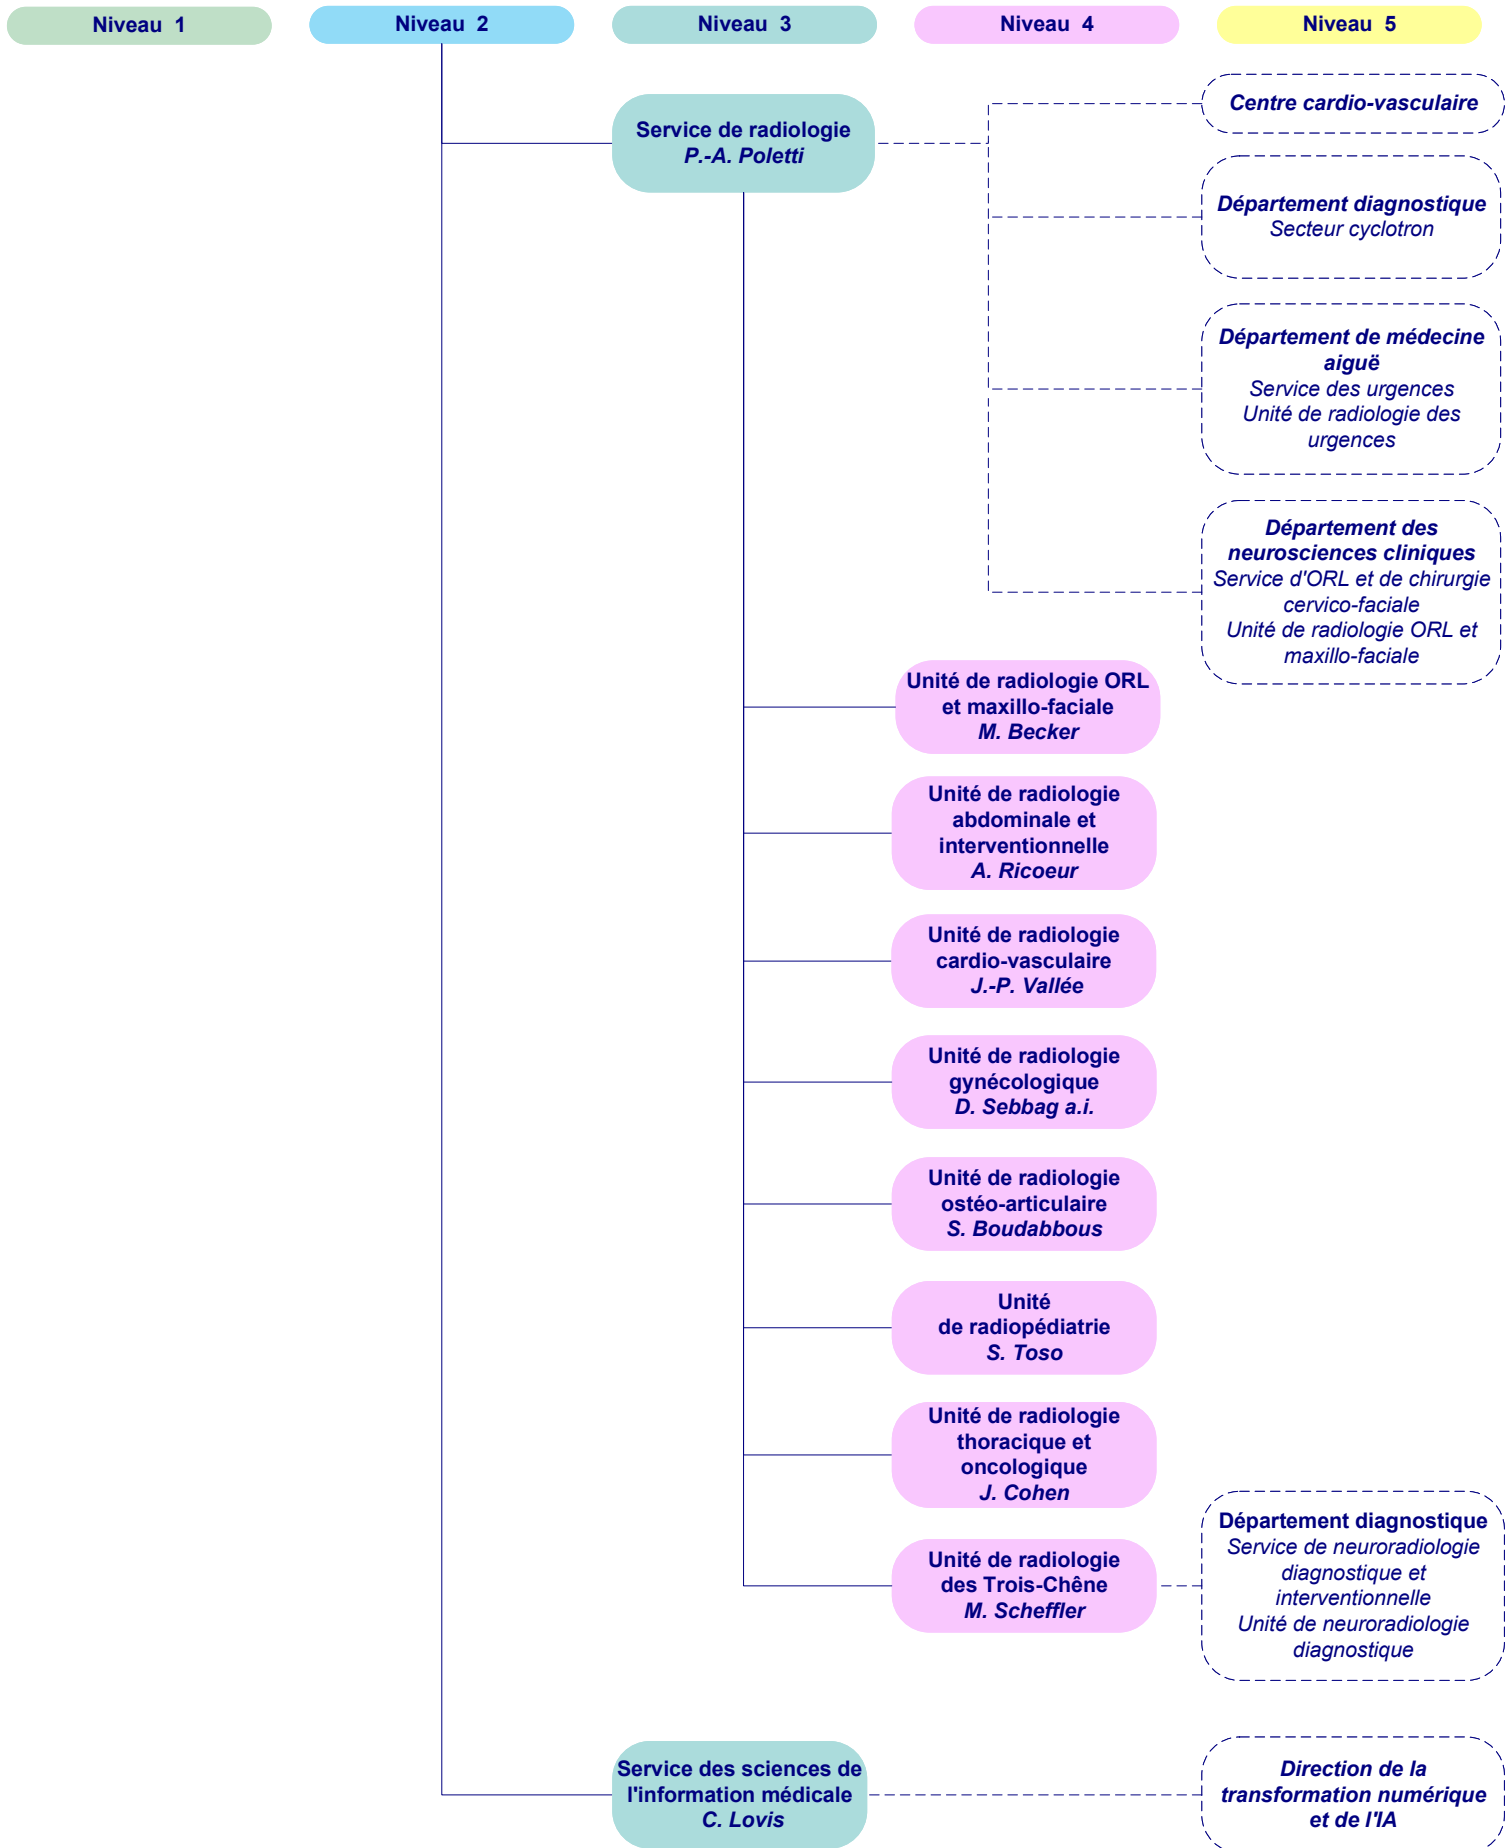 Niveau 1
Niveau 2
Niveau 3
Niveau 4
Niveau 5
Service de radiologie
P.-A. Poletti
Centre cardio-vasculaire
Département diagnostique
Secteur cyclotron
Département de médecine
aiguë
Service des urgences
Unité de radiologie des
urgences
Département des
neurosciences cliniques
Service d'ORL et de chirurgie
cervico-faciale
Unité de radiologie ORL et
maxillo-faciale
Unité de radiologie ORL
et maxillo-faciale
M. Becker
Unité de radiologie
abdominale et
interventionnelle
A. Ricoeur
Unité de radiologie
cardio-vasculaire
J.-P. Vallée
Unité de radiologie
gynécologique
D. Sebbag a.i.
Unité de radiologie
ostéo-articulaire
S. Boudabbous
Unité
de radiopédiatrie
S. Toso
Unité de radiologie
thoracique et
oncologique
J. Cohen
Unité de radiologie
des Trois-Chêne
M. Scheffler
Département diagnostique
Service de neuroradiologie
diagnostique et
interventionnelle
Unité de neuroradiologie
diagnostique
Service des sciences de
l'information médicale
C. Lovis
Direction de la
transformation numérique
et de l'IA